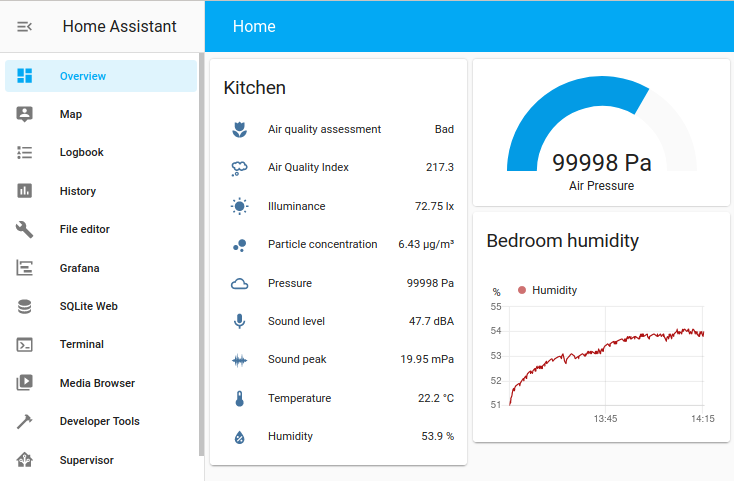 Home Assistant
Home
Overview
Map
Logbook
History
File editor
Grafana
SQLite Web
Terminal
Media Browser
Developer Tools
Supervisor
Kitchen
Air quality assessment Bad
Air Quality Index 217.3
Illuminance 72.75 lx
Particle concentration 6.43 µg/m³
Pressure 99998 Pa
Sound level 47.7 dBA
Sound peak 19.95 mPa
Temperature 22.2 °C
Humidity 53.9 %
99998 Pa
Air Pressure
Bedroom humidity
% Humidity
55
54
53
52
51
13:45 14:15